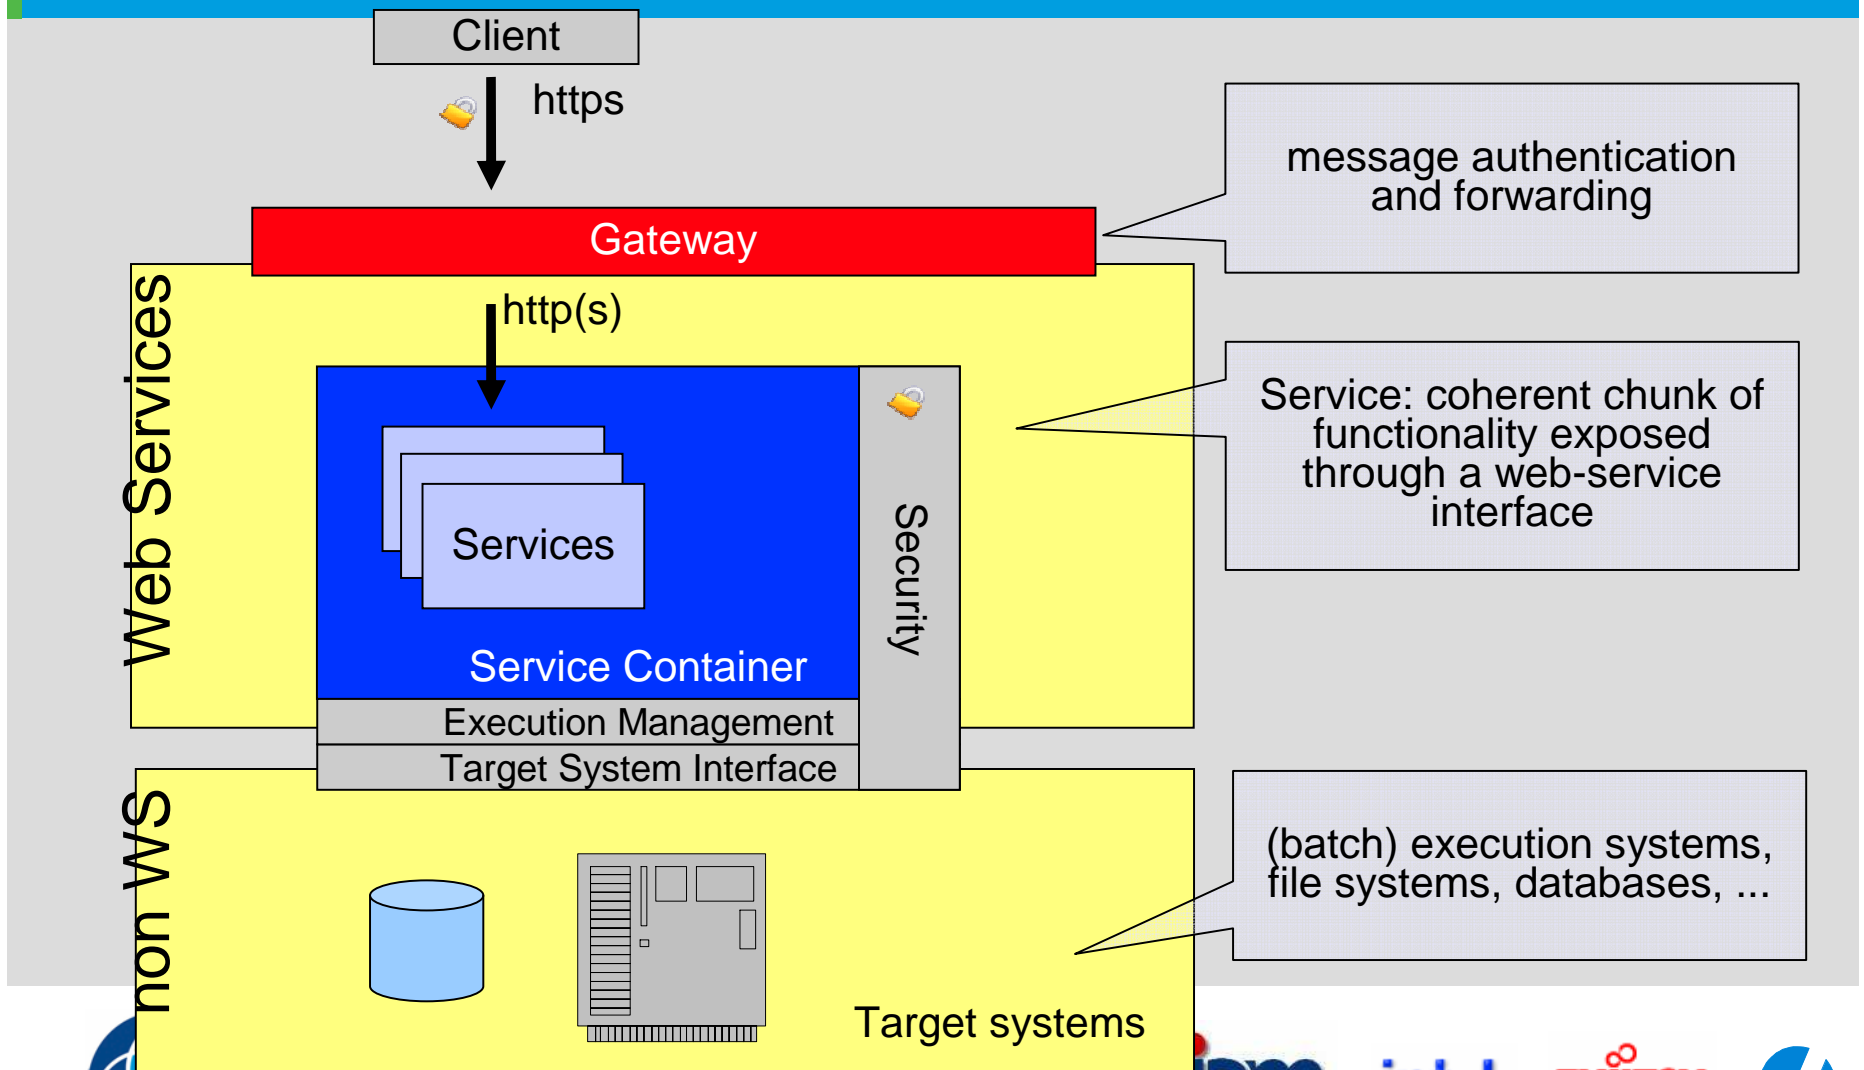 Client
https
message authentication
and forwarding
Gateway
http(s)
Web Services
Service: coherent chunk of
functionality exposed
through a web-service
interface
Services
Security
Service Container
Execution Management
Target System Interface
non WS
(batch) execution systems,
file systems, databases, ...
Target systems